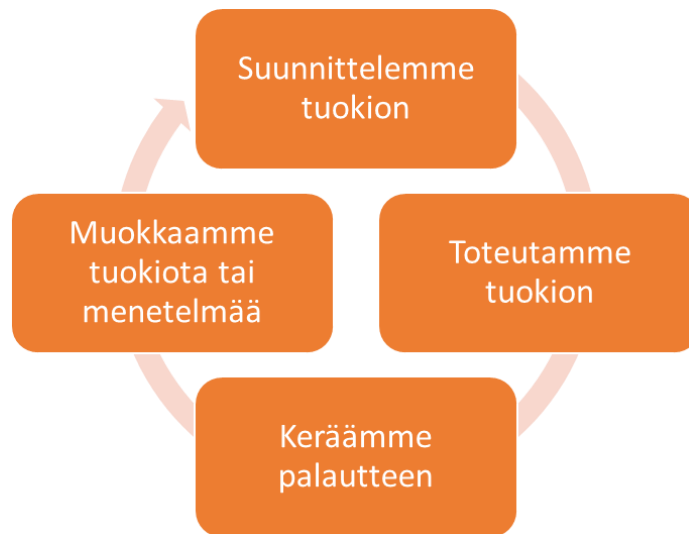 Suunnittelemme
tuokion
Toteutamme
tuokion
Keräämme
palautteen
Muokkaamme
tuokiota tai
menetelmää